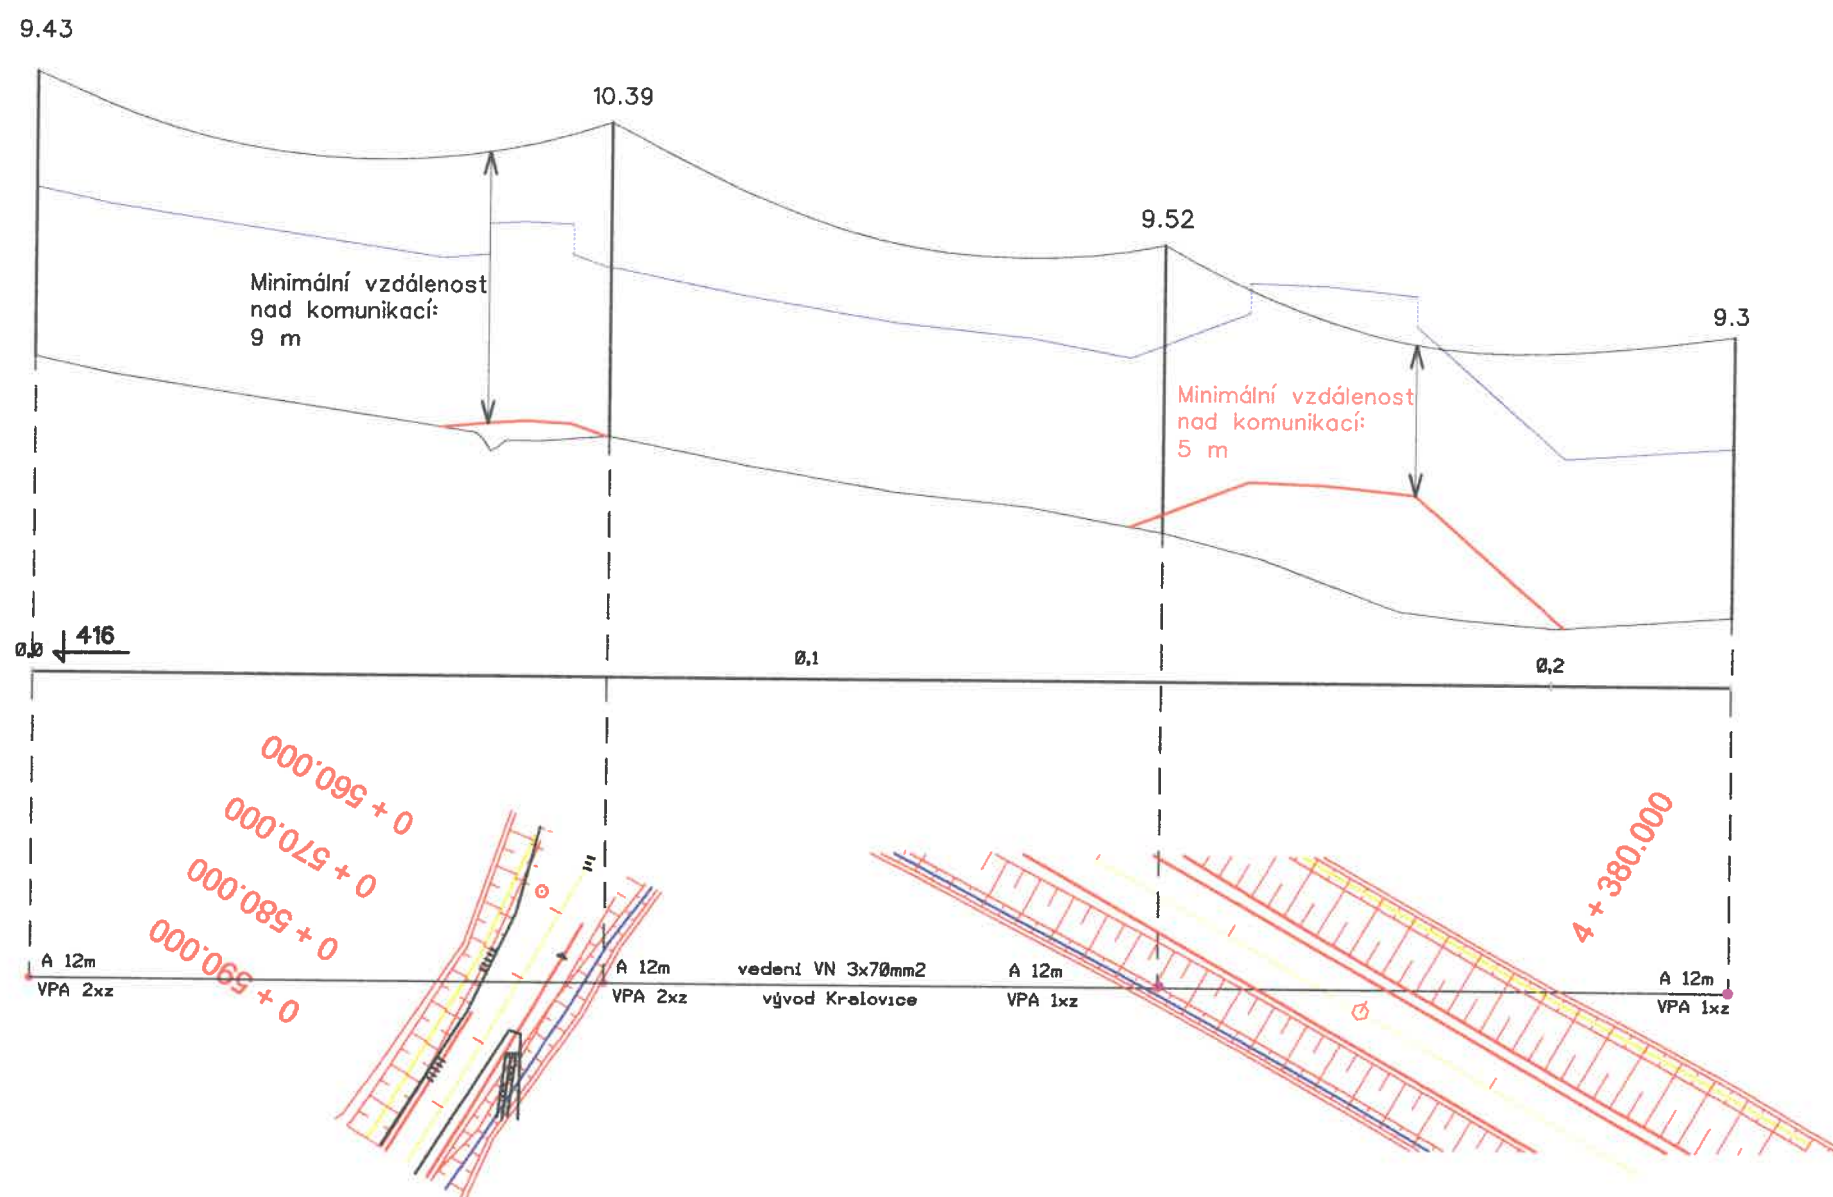 9.43
10.39
9.52
9.3
Minimální vzdálenost
nad komunikací:
9 m
Minimální vzdálenost
nad komunikací:
5 m
0,0
416
0,1
0,2
0 + 560.000
0 + 570.000
0 + 580.000
0 + 590.000
4 + 380.000
A 12m
VPA 2xz
A 12m
VPA 2xz
vedení VN 3x70mm2
vývod Kralovice
A 12m
VPA 1xz
A 12m
VPA 1xz